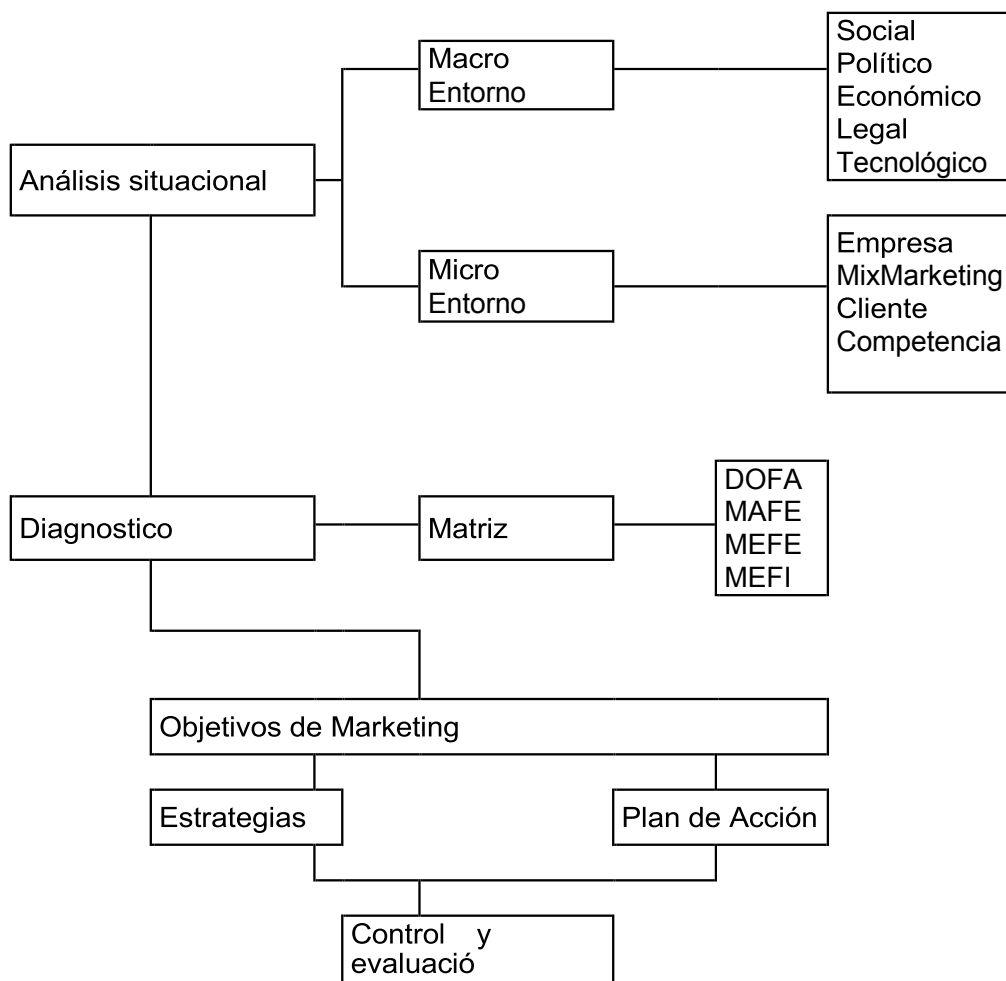 Macro
Entorno
Social
Político
Económico
Legal
Tecnológico
Análisis situacional
Micro
Entorno
Empresa
MixMarketing
Cliente
Competencia
Diagnostico
Matriz
DOFA
MAFE
MEFE
MEFI
Objetivos de Marketing
Estrategias
Plan de Acción
Control y
evaluació